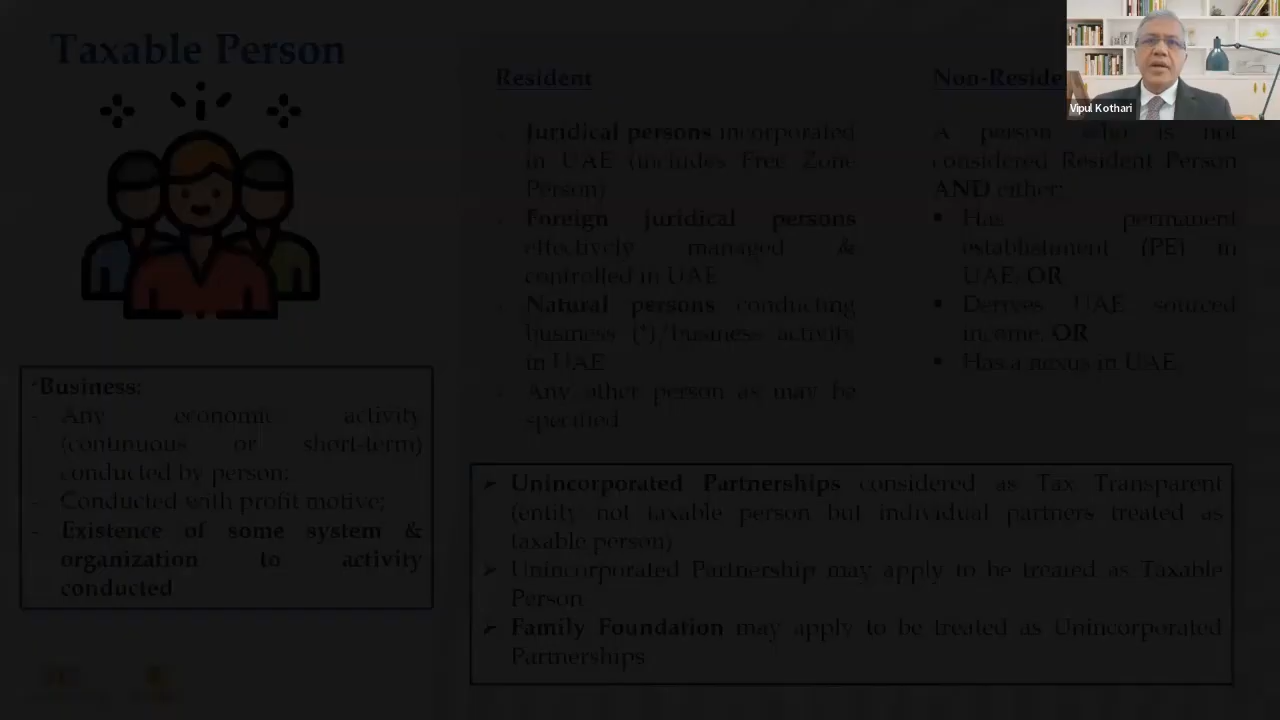 Taxable Person
*Business:
- Any economic activity
(continuous or short-term)
conducted by person;
- Conducted with profit motive;
- Existence of some system &
organization to activity
conducted
Resident
- Juridical persons incorporated
in UAE (includes Free Zone
Person)
- Foreign juridical persons
effectively managed &
controlled in UAE
- Natural persons conducting
business (*)/business activity
in UAE
- Any other person as may be
specified
A person who is not
considered Resident Person
AND either:
▪ Has permanent
establishment (PE) in
UAE, OR
▪ Derives UAE sourced
income, OR
▪ Has a nexus in UAE
➢ Unincorporated Partnerships considered as Tax Transparent
(entity not taxable person but individual partners treated as
taxable person)
➢ Unincorporated Partnership may apply to be treated as Taxable
Person
➢ Family Foundation may apply to be treated as Unincorporated
Partnerships
Vipul Kothari